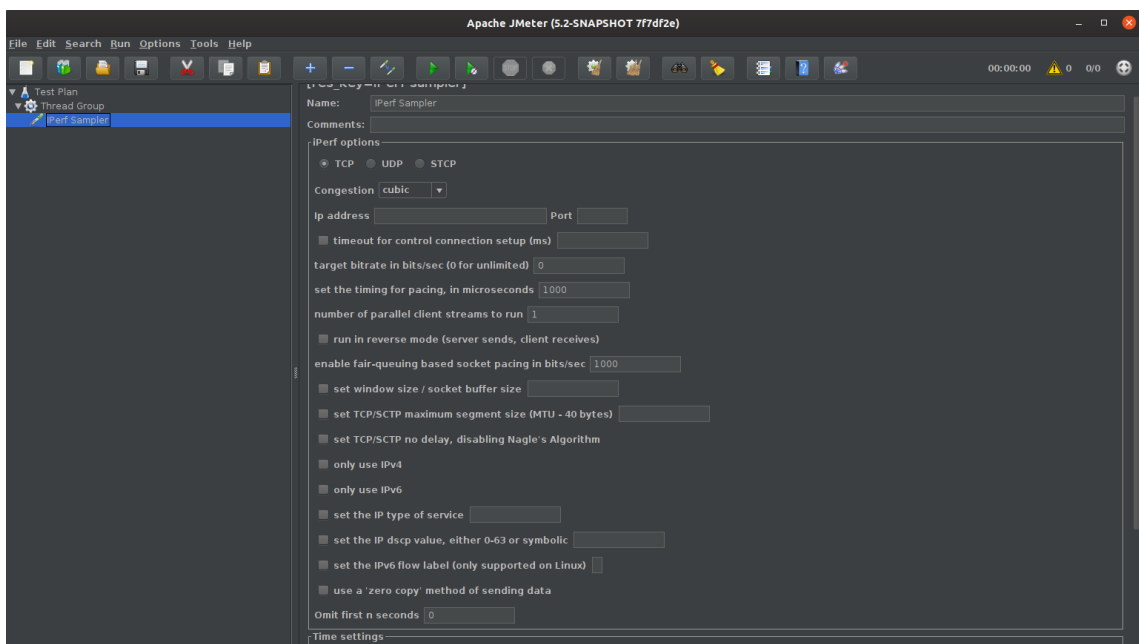 Apache JMeter (5.2-SNAPSHOT 7f7df2e)
File Edit Search Run Options Tools Help
00:00:00 0 0/0
Test Plan
Thread Group
IPerf Sampler
Name: IPerf Sampler
Comments:
iPerf options
TCP UDP STCP
Congestion cubic
Ip address Port
timeout for control connection setup (ms)
target bitrate in bits/sec (0 for unlimited) 0
set the timing for pacing, in microseconds 1000
number of parallel client streams to run 1
run in reverse mode (server sends, client receives)
enable fair-queuing based socket pacing in bits/sec 1000
set window size / socket buffer size
set TCP/SCTP maximum segment size (MTU - 40 bytes)
set TCP/SCTP no delay, disabling Nagle's Algorithm
only use IPv4
only use IPv6
set the IP type of service
set the IP dscp value, either 0-63 or symbolic
set the IPv6 flow label (only supported on Linux)
use a 'zero copy' method of sending data
Omit first n seconds 0
Time settings